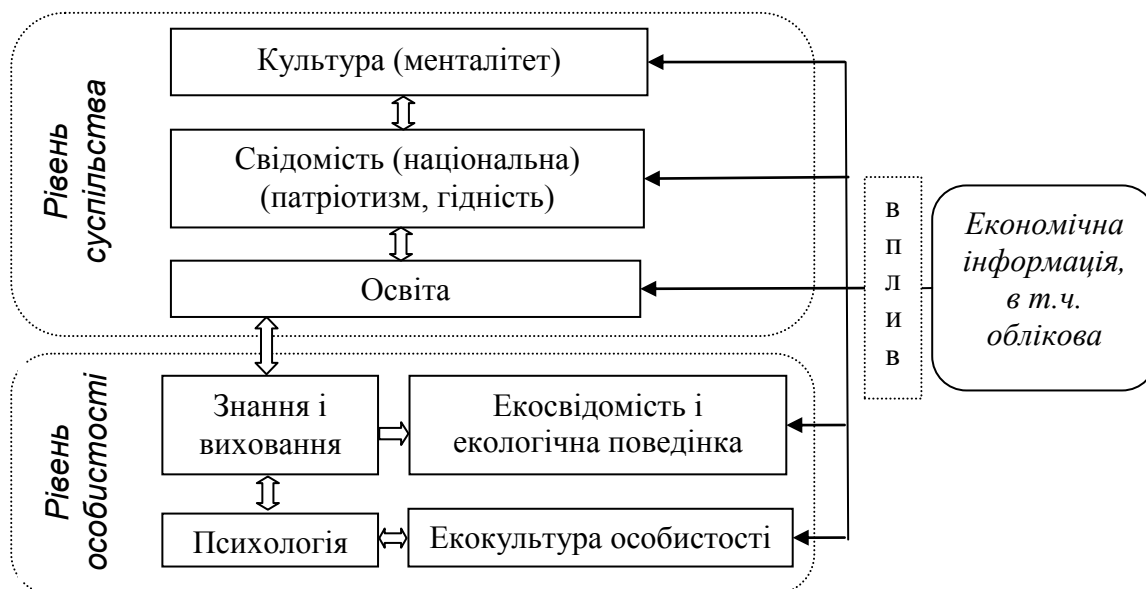 Рівень
суспільства
Культура (менталітет)
Свідомість (національна)
(патріотизм, гідність)
Освіта
Рівень
особистості
Знання і
виховання
Екосвідомість і
екологічна поведінка
Психологія
Екокультура особистості
в
п
л
и
в
Економічна
інформація,
в т.ч.
облікова